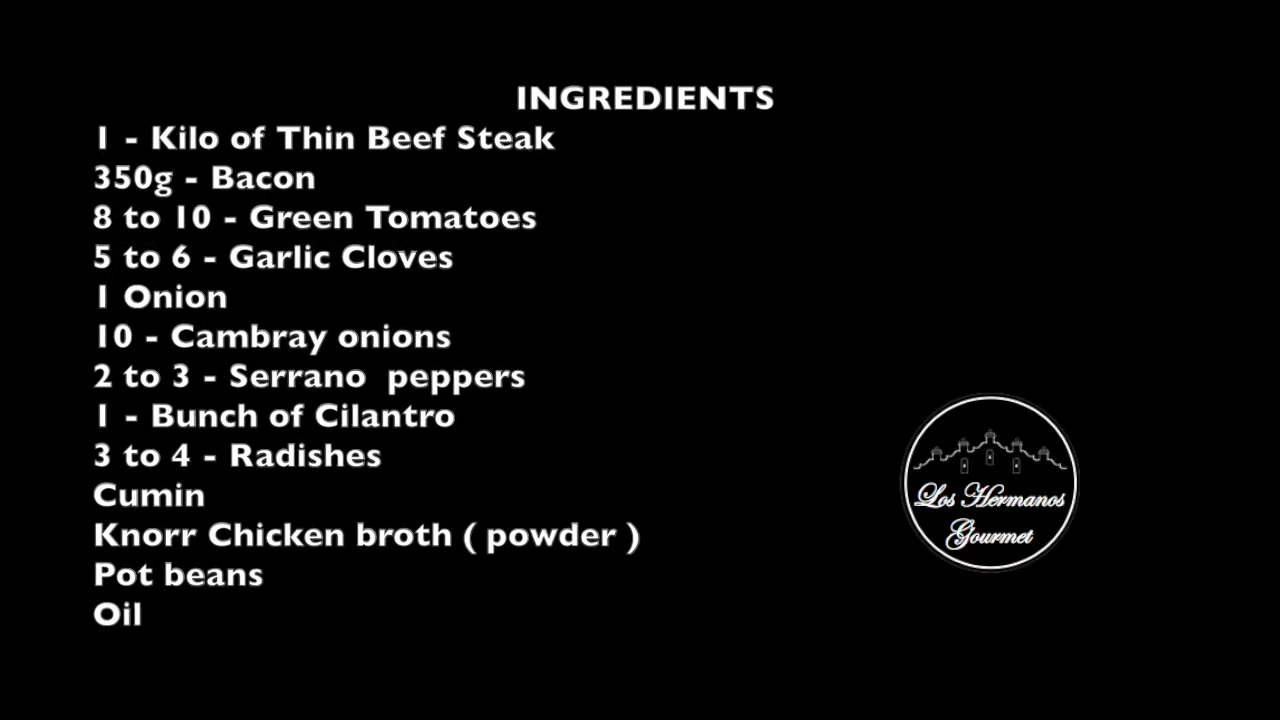 INGREDIENTS
1 - Kilo of Thin Beef Steak
350g - Bacon
8 to 10 - Green Tomatoes
5 to 6 - Garlic Cloves
1 Onion
10 - Cambray onions
2 to 3 - Serrano  peppers
1 - Bunch of Cilantro
3 to 4 - Radishes
Cumin
Knorr Chicken broth ( powder )
Pot beans
Oil
Los Hermanos
Gourmet